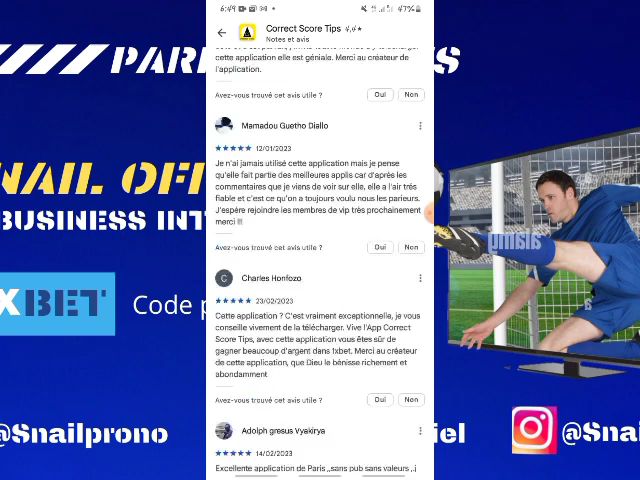 6:49
47%
PARI
S
Correct Score Tips 4,4★
Notes et avis
cette application elle est géniale. Merci au créateur de
l'application.
Avez-vous trouvé cet avis utile ?
Oui
Non
Mamadou Guetho Diallo
★★★★★ 12/01/2023
Je n'ai jamais utilisé cette application mais je pense
qu'elle fait partie des meilleures applis car d'après les
commentaires que je viens de voir sur elle, elle a l'air très
fiable et c'est ce qu'on a toujours voulu nous les parieurs.
J'espère rejoindre les membres de vip très prochainement
merci
Avez-vous trouvé cet avis utile ?
Oui
Non
C
Charles Honfozo
★★★★★ 23/02/2023
Cette application ? C'est vraiment exceptionnelle, je vous
conseille vivement de la télécharger. Vive l'App Correct
Score Tips, avec cette application vous êtes sûr de
gagner beaucoup d'argent dans 1xbet. Merci au créateur
de cette application, que Dieu le bénisse richement et
abondamment
Avez-vous trouvé cet avis utile ?
Oui
Non
Adolph gresus Vyakirya
★★★★★ 14/02/2023
Excellente application de Paris ,,sans pub sans valeurs ,.j
NAIL OFF
BUSINESS INT
XBET
Code p
@Snailprono
iel
@Snai